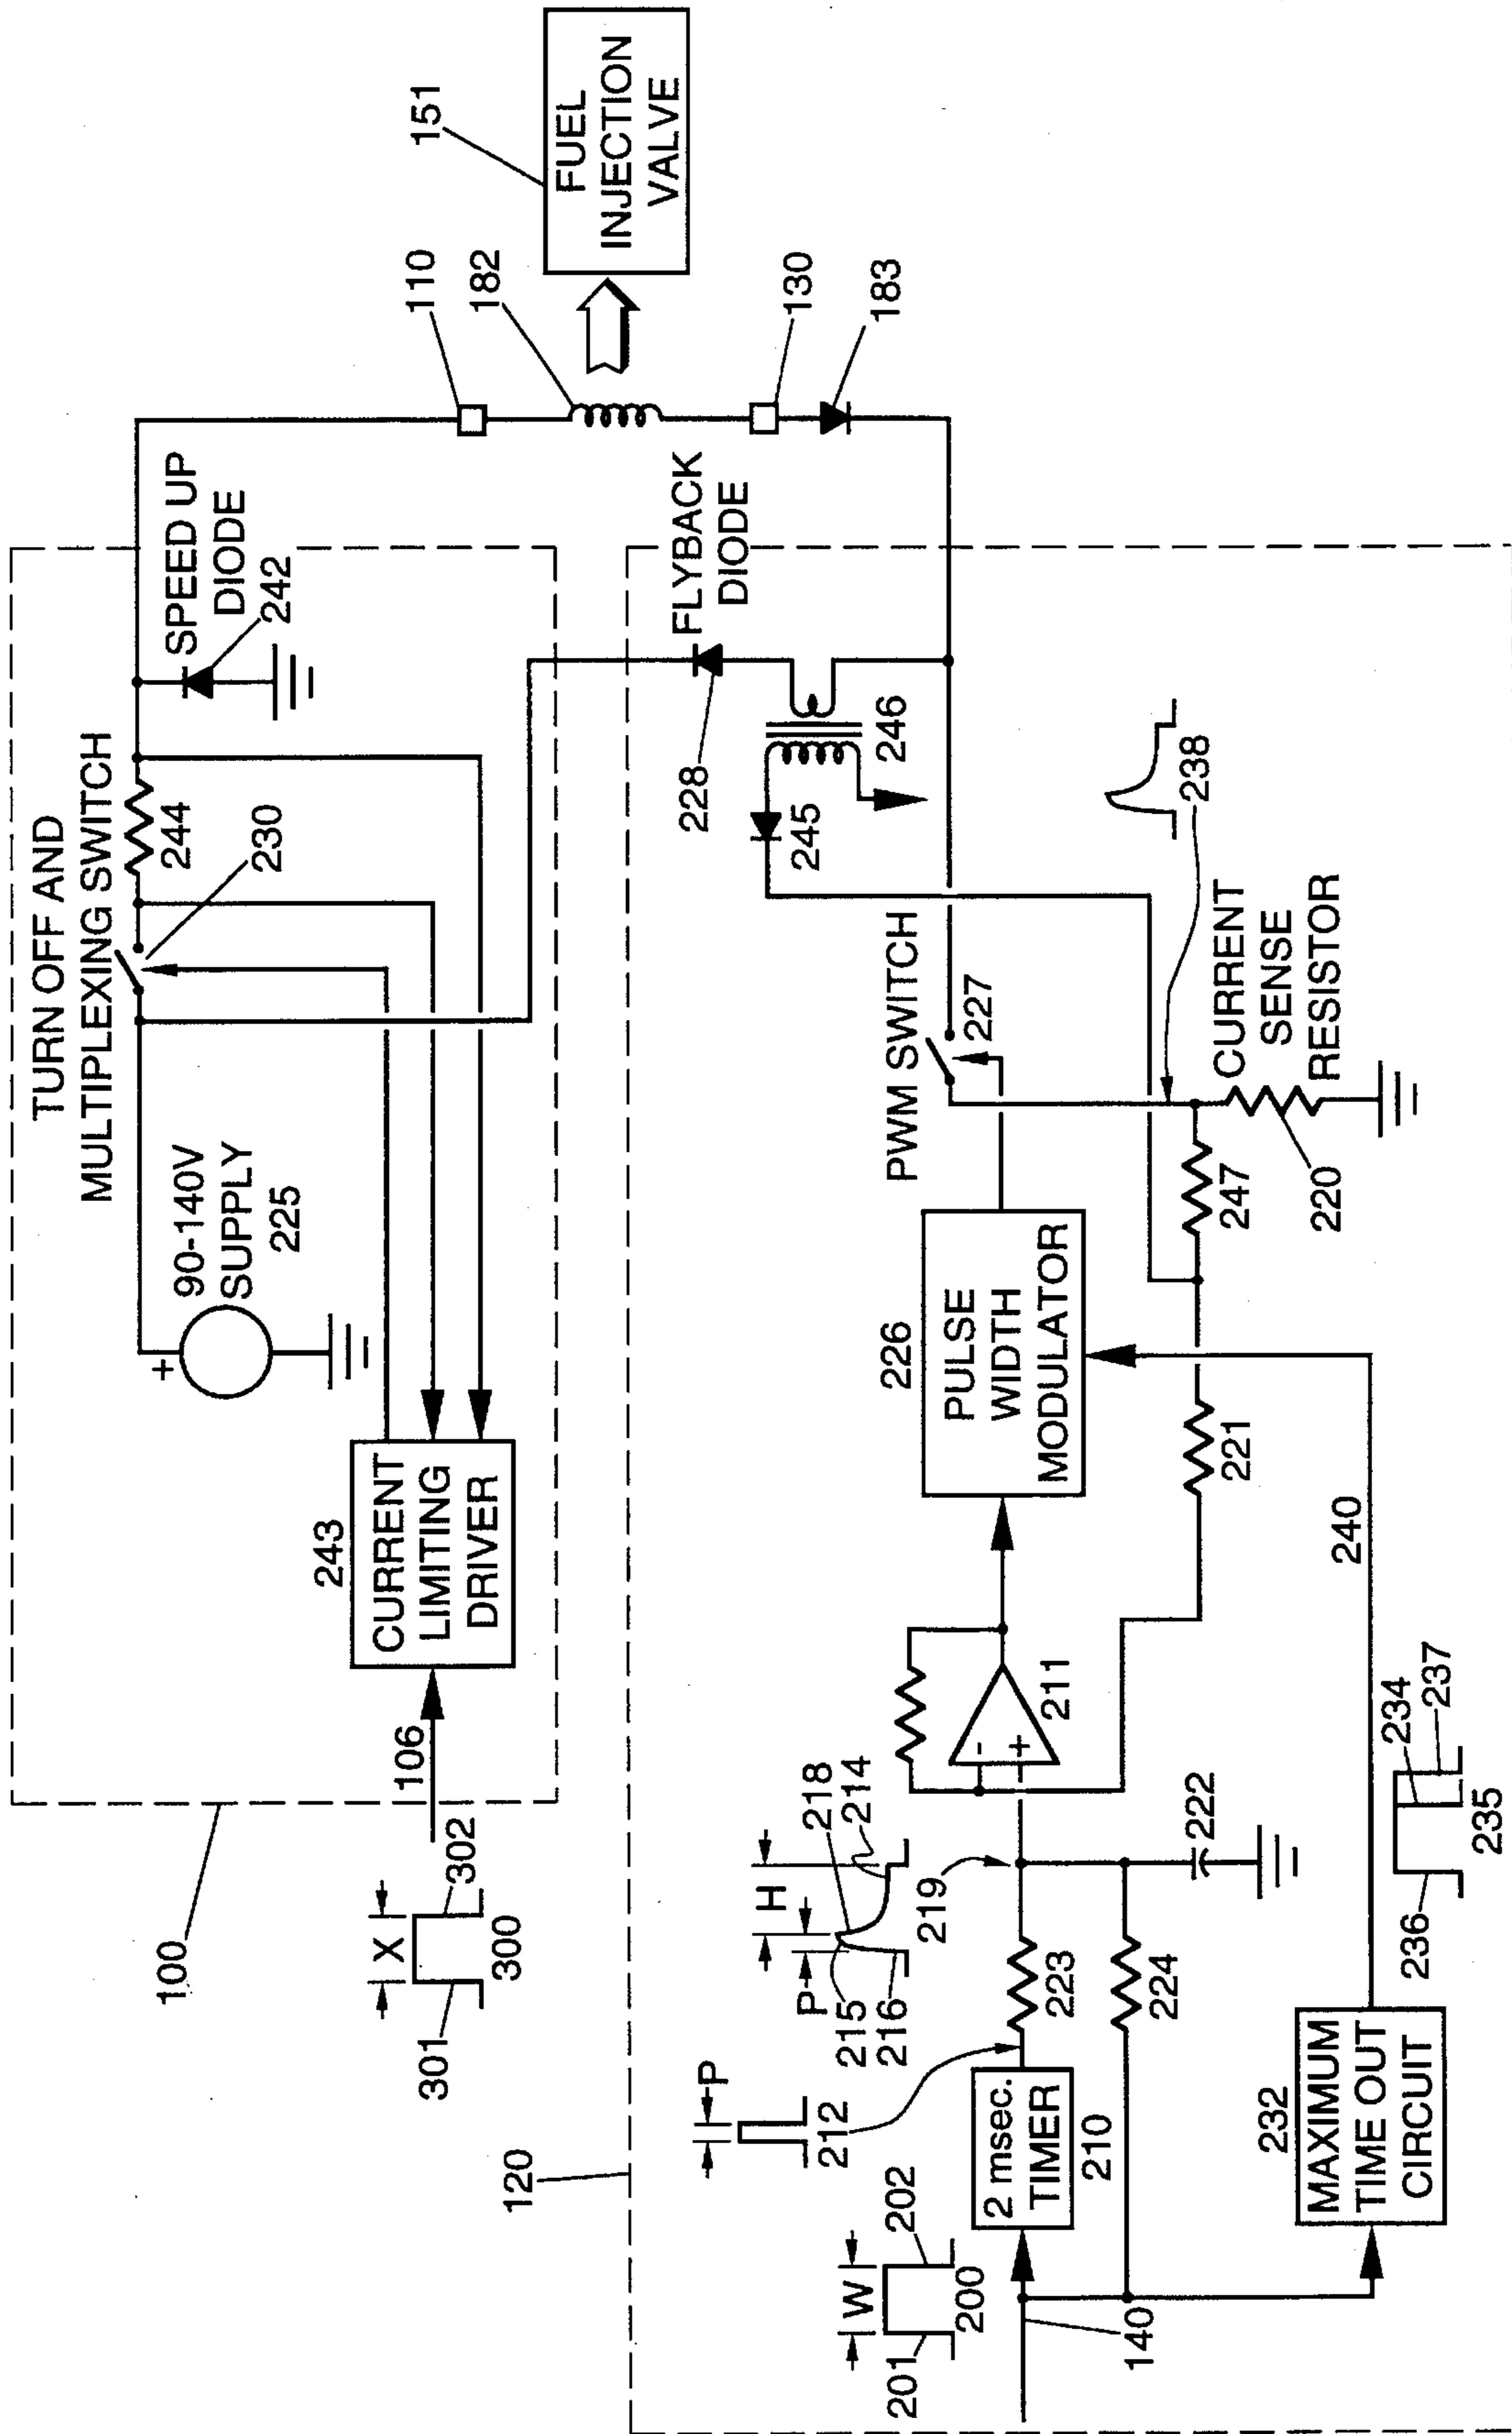 TURN OFF AND
MULTIPLEXING SWITCH
90-140V
SUPPLY
225
+
230
244
SPEED UP
DIODE
242
243
CURRENT
LIMITING
DRIVER
106
100
X
301
302
300
110
182
151
FUEL
INJECTION
VALVE
130
183
FLYBACK
DIODE
228
245
246
PWM SWITCH
227
238
CURRENT
SENSE
RESISTOR
220
247
226
PULSE
WIDTH
MODULATOR
221
240
211
-
+
218
214
H
P
215
216
219
222
223
224
P
212
2 msec.
TIMER
210
120
W
201
202
200
140
232
MAXIMUM
TIME OUT
CIRCUIT
234
237
236
235